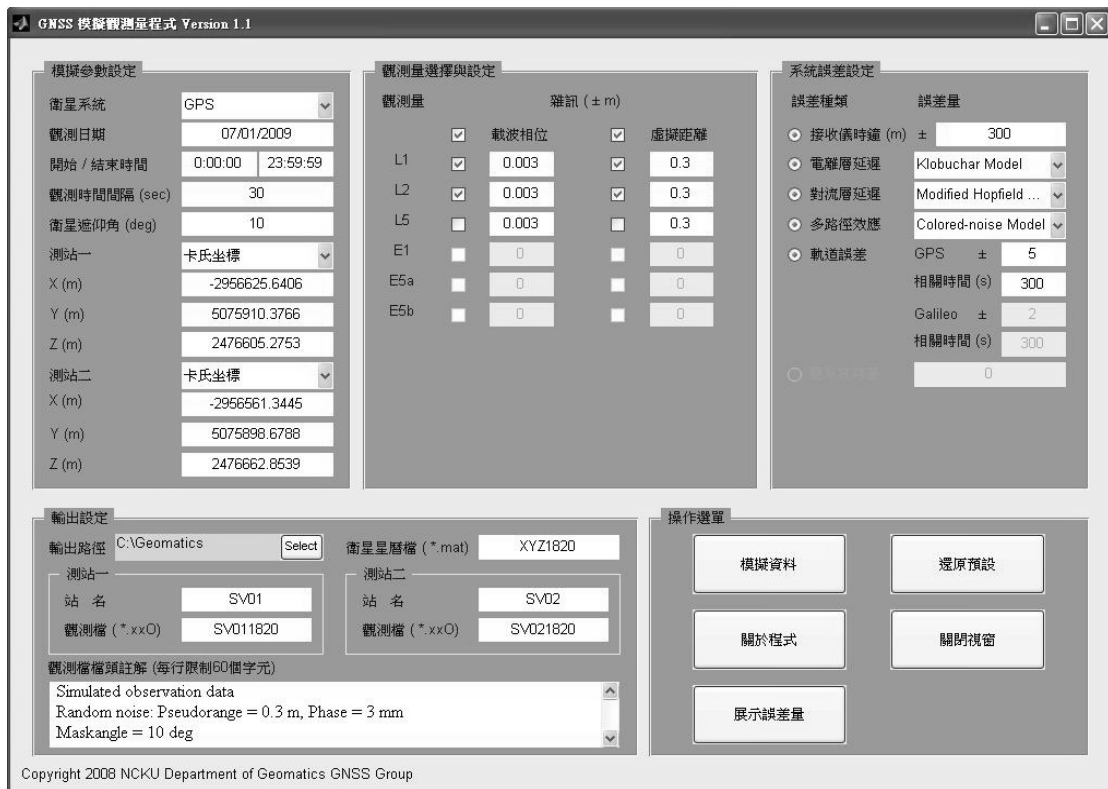 GNSS 模擬觀測量程式 Version 1.1
模擬參數設定
衛星系統 GPS
觀測日期 07/01/2009
開始 / 結束時間 0:00:00 23:59:59
觀測時間間隔 (sec) 30
衛星遮仰角 (deg) 10
測站一 卡氏坐標
X (m) -2956625.6406
Y (m) 5075910.3766
Z (m) 2476605.2753
測站二 卡氏坐標
X (m) -2956561.3445
Y (m) 5075898.6788
Z (m) 2476662.8539
觀測量選擇與設定
觀測量 雜訊 ( ± m)
載波相位 虛擬距離
L1 0.003 0.3
L2 0.003 0.3
L5 0.003 0.3
E1 0 0
E5a 0 0
E5b 0 0
系統誤差設定
誤差種類 誤差量
接收儀時鐘 (m) ± 300
電離層延遲 Klobuchar Model
對流層延遲 Modified Hopfield ...
多路徑效應 Colored-noise Model
軌道誤差 GPS ± 5
相關時間 (s) 300
Galileo ± 2
相關時間 (s) 300
0
輸出設定
輸出路徑 C:\Geomatics Select 衛星星曆檔 (*.mat) XYZ1820
測站一
站 名 SV01
觀測檔 (*.xxO) SV011820
測站二
站 名 SV02
觀測檔 (*.xxO) SV021820
觀測檔檔頭註解 (每行限制60個字元)
Simulated observation data
Random noise: Pseudorange = 0.3 m, Phase = 3 mm
Maskangle = 10 deg
操作選單
模擬資料 還原預設
關於程式 關閉視窗
展示誤差量
Copyright 2008 NCKU Department of Geomatics GNSS Group